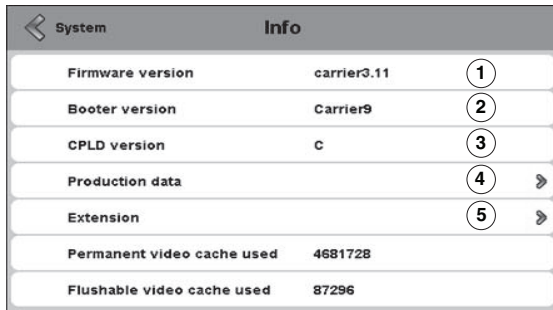 System Info
Firmware version carrier3.11 1
Booter version Carrier9 2
CPLD version C 3
Production data 4
Extension 5
Permanent video cache used 4681728
Flushable video cache used 87296